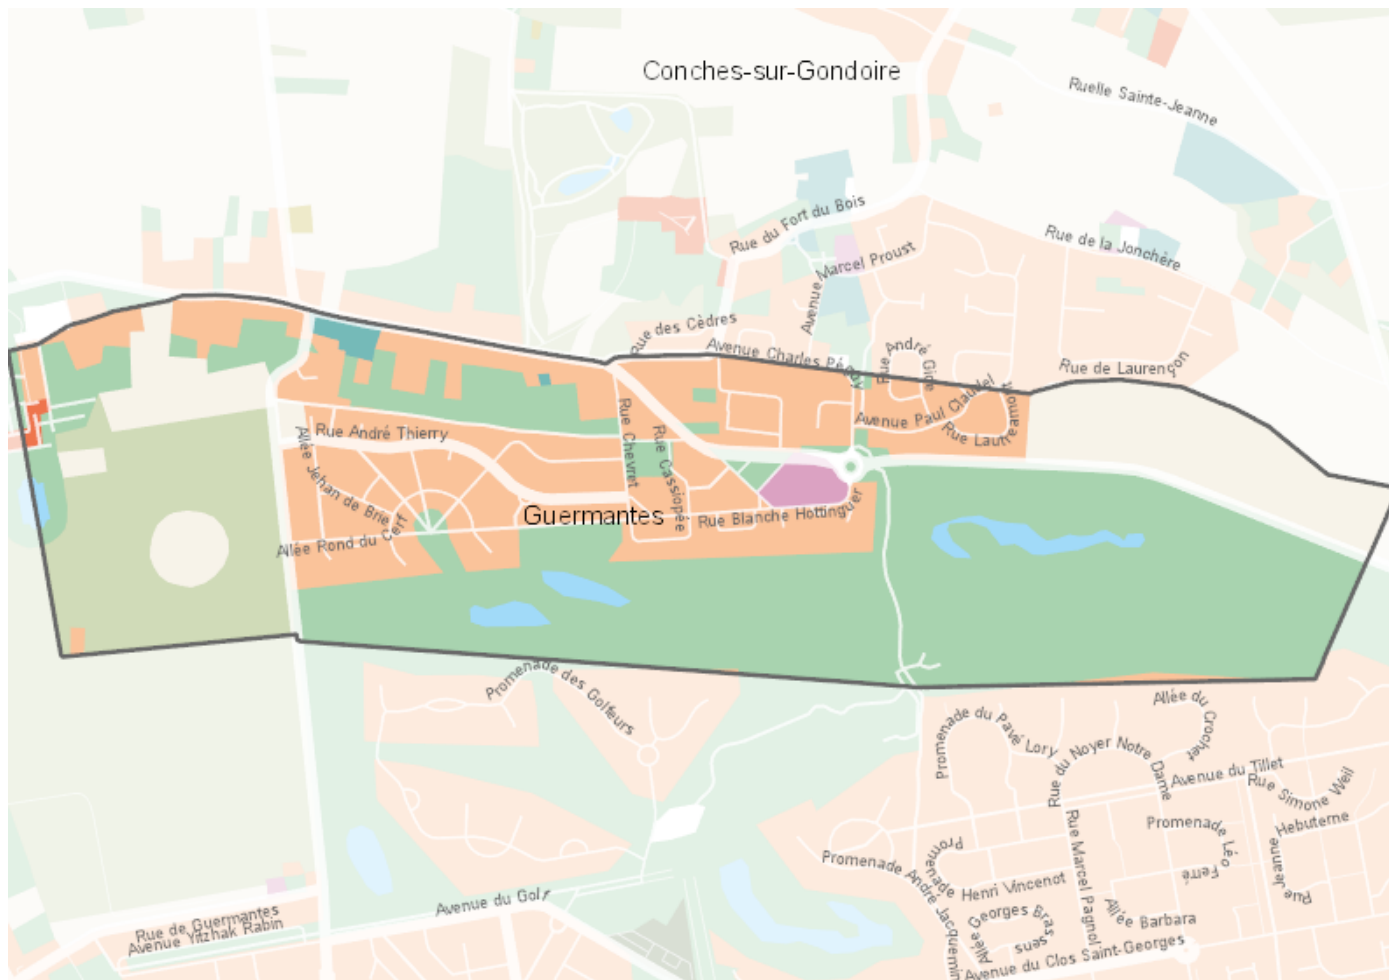 Conches-sur-Gondoire
Ruelle Sainte-Jeanne
Rue du Fort du Bois
Rue de la Jonchère
Avenue Marcel Proust
Rue des Cèdres
Avenue Charles Péguy
Rue André Gide
Rue de Laurençon
Avenue Paul Claudel
Rue Lautréamont
Rue André Thierry
Rue Chevret
Rue Cassiopée
Allée Jehan de Brie
Guermantes
Rue Blanche Hottinguer
Allée Rond du Cerf
Promenade des Golfeurs
Allée du Crochet
Promenade du Pavé Lory
Rue du Noyer Notre Dame
Avenue du Tillet
Rue Simone Weil
Rue Jeanne Hebuterne
Promenade Léo Ferré
Rue Marcel Pagnol
Promenade André Jacquemin
Promenade Henri Vincenot
Allée Georges Brassens
Allée Barbara
Avenue du Golf
Rue de Guermantes
Avenue Yitzhak Rabin
Avenue du Clos Saint-Georges